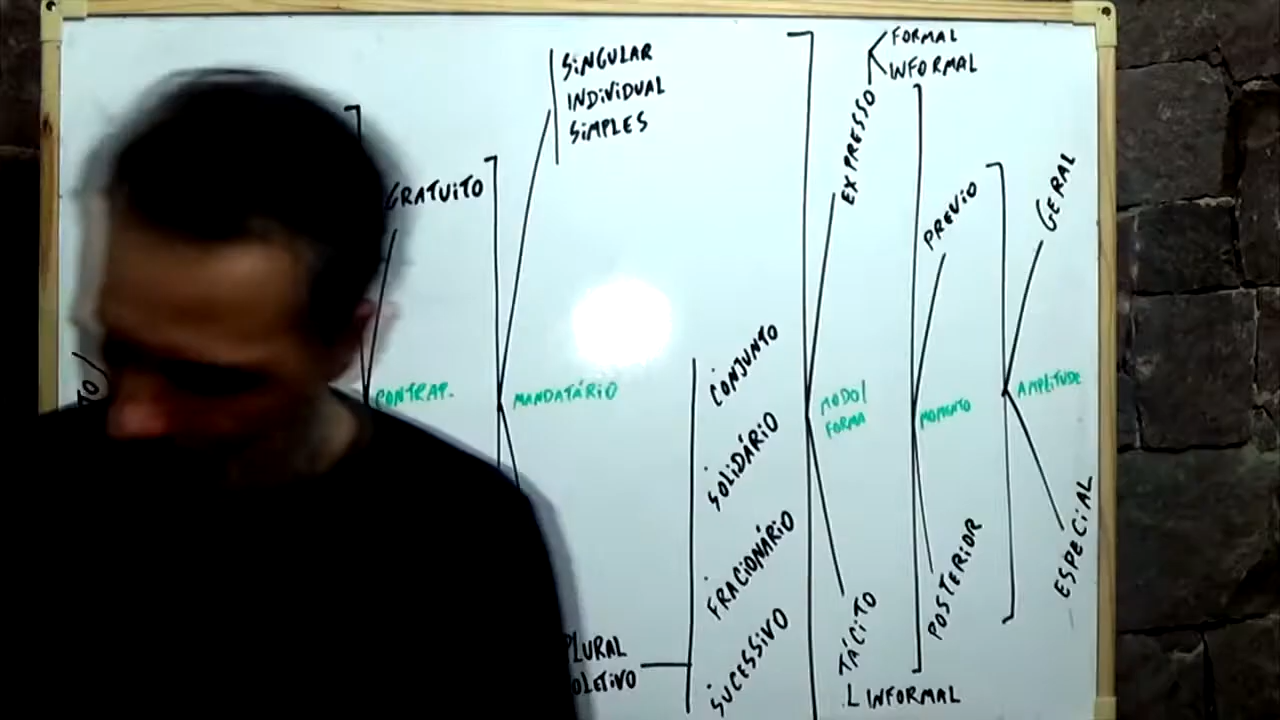 SINGULAR
INDIVIDUAL
SIMPLES
GRATUITO
CONTRAP.
MANDATÁRIO
PLURAL
CONJUNTO
SOLIDÁRIO
FRACIONÁRIO
SUCESSIVO
FORMAL
INFORMAL
EXPRESSO
MODO/
FORMA
TÁCITO
INFORMAL
PREVIO
MOMENTO
POSTERIOR
GERAL
AMPLITUDE
ESPECIAL